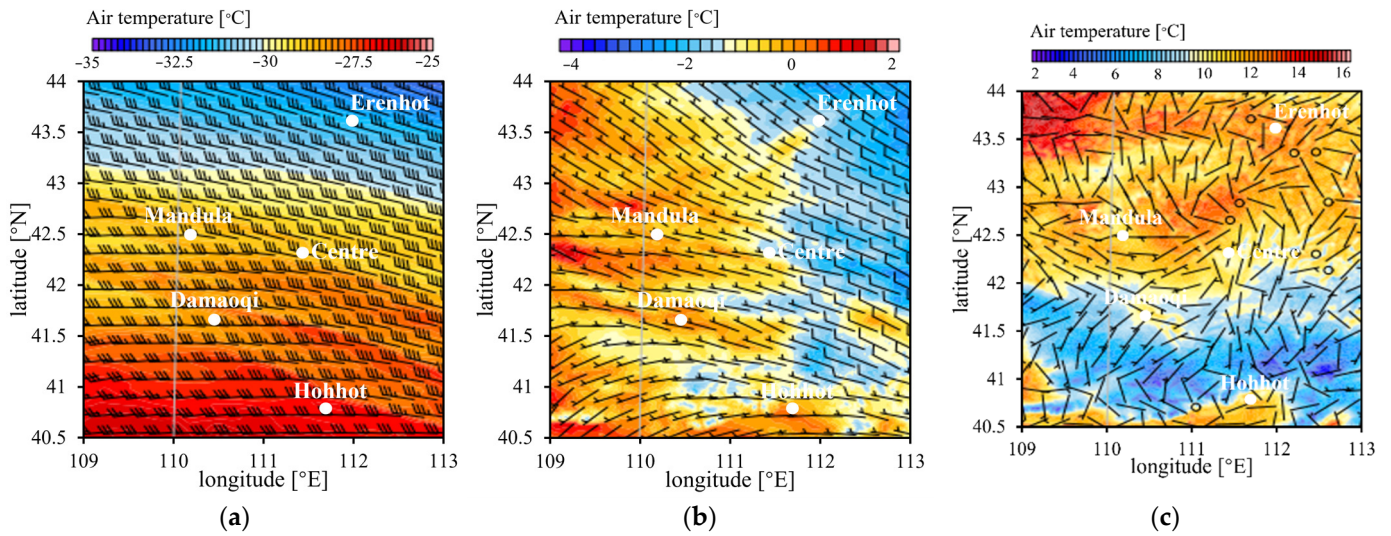 Air temperature [°C]
−35 −32.5 −30 −27.5 −25
44
43.5
43
42.5
42
41.5
41
40.5
latitude [°N]
Erenhot
Mandula
Centre
Damaoqi
Hohhot
109 110 111 112 113
longitude [°E]
(a)
Air temperature [°C]
−4 −2 0 2
44
43.5
43
42.5
42
41.5
41
40.5
latitude [°N]
Erenhot
Mandula
Centre
Damaoqi
Hohhot
109 110 111 112 113
longitude [°E]
(b)
Air temperature [°C]
2 4 6 8 10 12 14 16
44
43.5
43
42.5
42
41.5
41
40.5
latitude [°N]
Erenhot
Mandula
Centre
Damaoqi
Hohhot
109 110 111 112 113
longitude [°E]
(c)